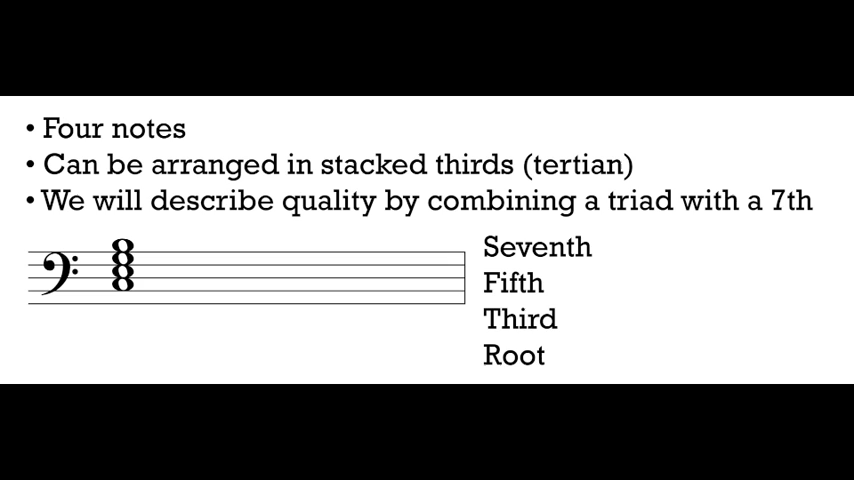 • Four notes
• Can be arranged in stacked thirds (tertian)
• We will describe quality by combining a triad with a 7th
Seventh
Fifth
Third
Root